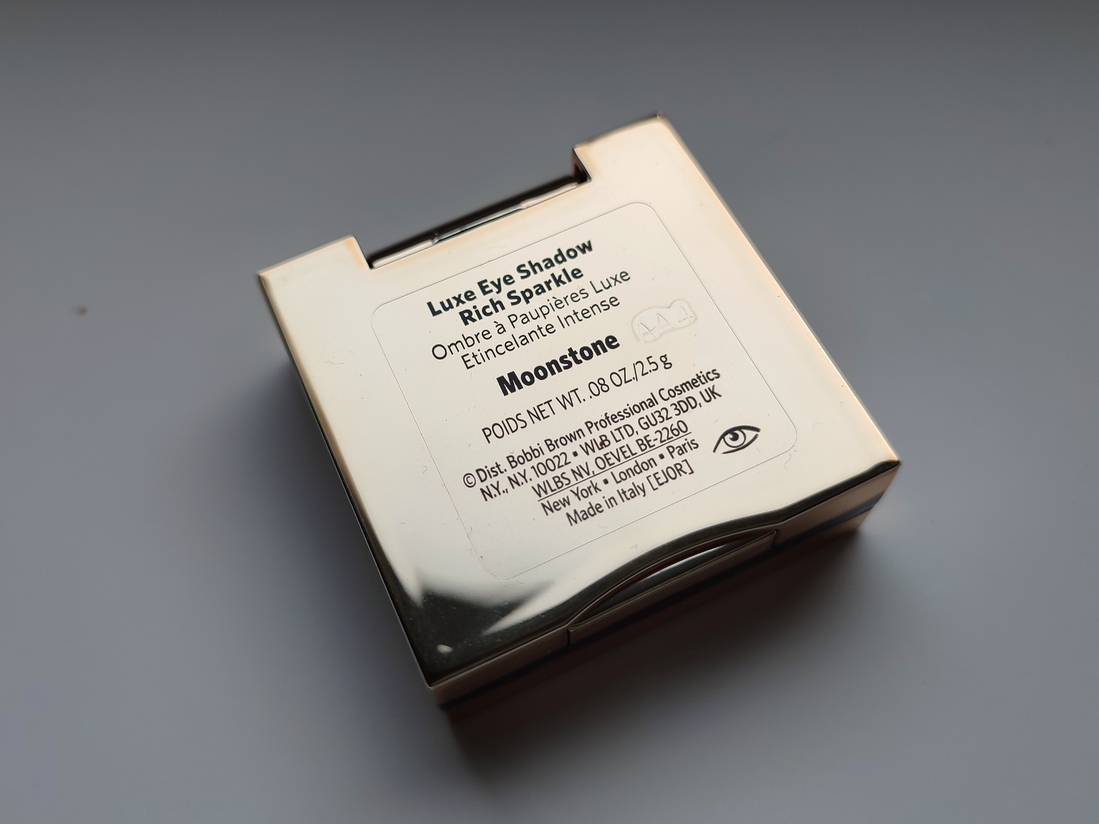 Luxe Eye Shadow
Rich Sparkle
Ombre à Paupières Luxe
Etincelante Intense
Moonstone
POIDS NET WT. .08 OZ./2.5 g
©Dist. Bobbi Brown Professional Cosmetics
N.Y., N.Y. 10022 • WLB LTD, GU32 3DD, UK
WLBS NV, OEVEL BE-2260
New York • London • Paris
Made in Italy [EJOR]